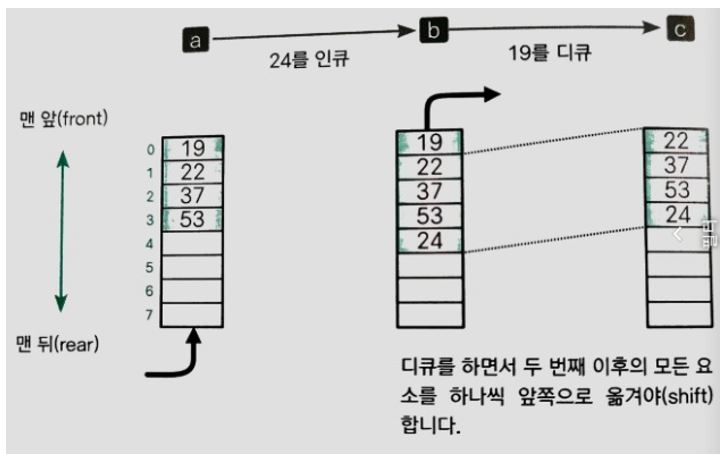 a
b
c
24를 인큐
19를 디큐
맨 앞(front)
맨 뒤(rear)
0
1
2
3
4
5
6
7
19
22
37
53
19
22
37
53
24
22
37
53
24
디큐를 하면서 두 번째 이후의 모든 요
소를 하나씩 앞쪽으로 옮겨야(shift)
합니다.